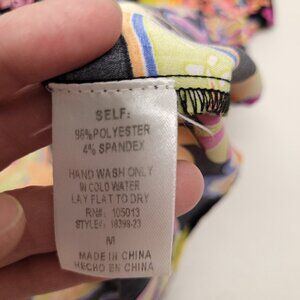 SELF:
96%POLYESTER
4% SPANDEX
HAND WASH ONLY
IN COLD WATER
LAY FLAT TO DRY
RN#: 105013
STYLE#: 18398-23
M
MADE IN CHINA
HECHO EN CHINA